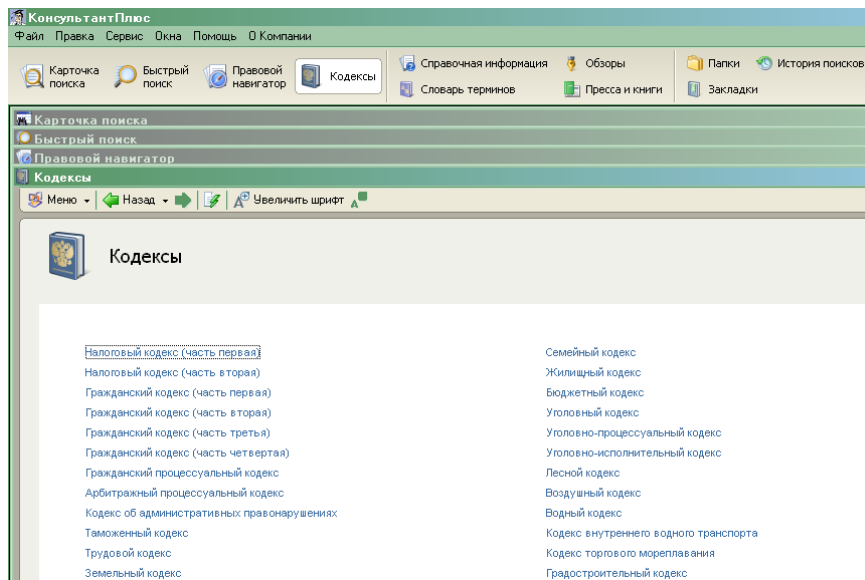 КонсультантПлюс
Файл Правка Сервис Окна Помощь О Компании
Карточка поиска
Быстрый поиск
Правовой навигатор
Кодексы
Справочная информация
Обзоры
Папки
История поисков
Словарь терминов
Пресса и книги
Закладки
Карточка поиска
Быстрый поиск
Правовой навигатор
Кодексы
Меню Назад Увеличить шрифт
Кодексы
Налоговый кодекс (часть первая)
Налоговый кодекс (часть вторая)
Гражданский кодекс (часть первая)
Гражданский кодекс (часть вторая)
Гражданский кодекс (часть третья)
Гражданский кодекс (часть четвертая)
Гражданский процессуальный кодекс
Арбитражный процессуальный кодекс
Кодекс об административных правонарушениях
Таможенный кодекс
Трудовой кодекс
Земельный кодекс
Семейный кодекс
Жилищный кодекс
Бюджетный кодекс
Уголовный кодекс
Уголовно-процессуальный кодекс
Уголовно-исполнительный кодекс
Лесной кодекс
Воздушный кодекс
Водный кодекс
Кодекс внутреннего водного транспорта
Кодекс торгового мореплавания
Градостроительный кодекс